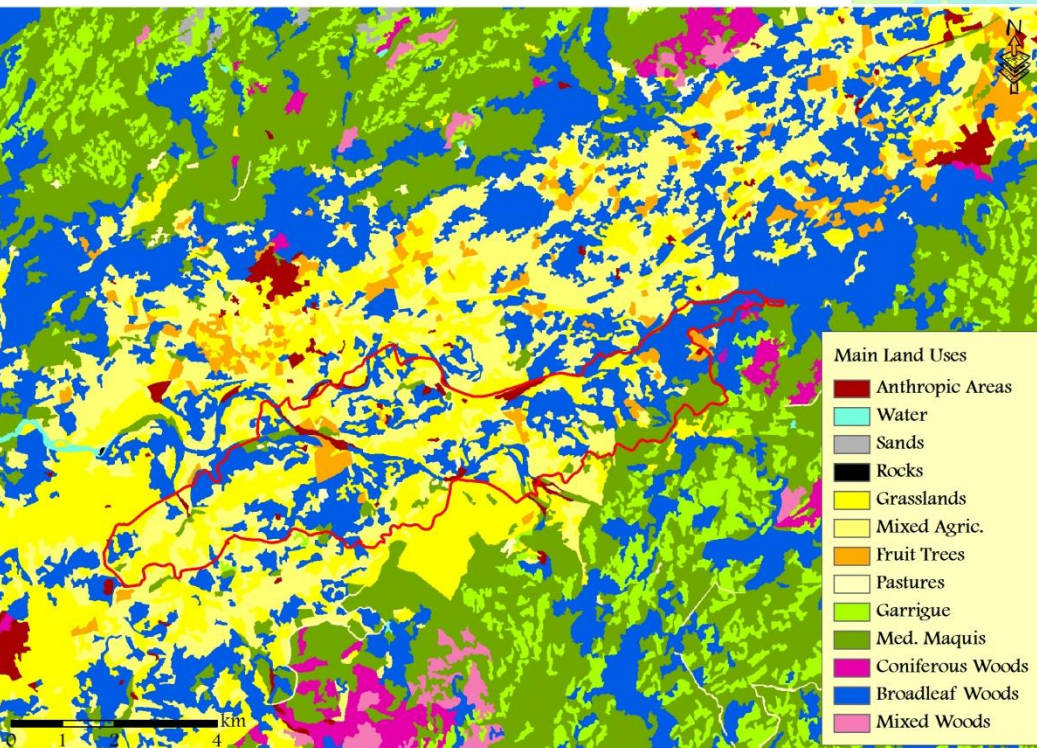 N
Main Land Uses
Anthropic Areas
Water
Sands
Rocks
Grasslands
Mixed Agric.
Fruit Trees
Pastures
Garrigue
Med. Maquis
Coniferous Woods
Broadleaf Woods
Mixed Woods
km
0 1 2 4